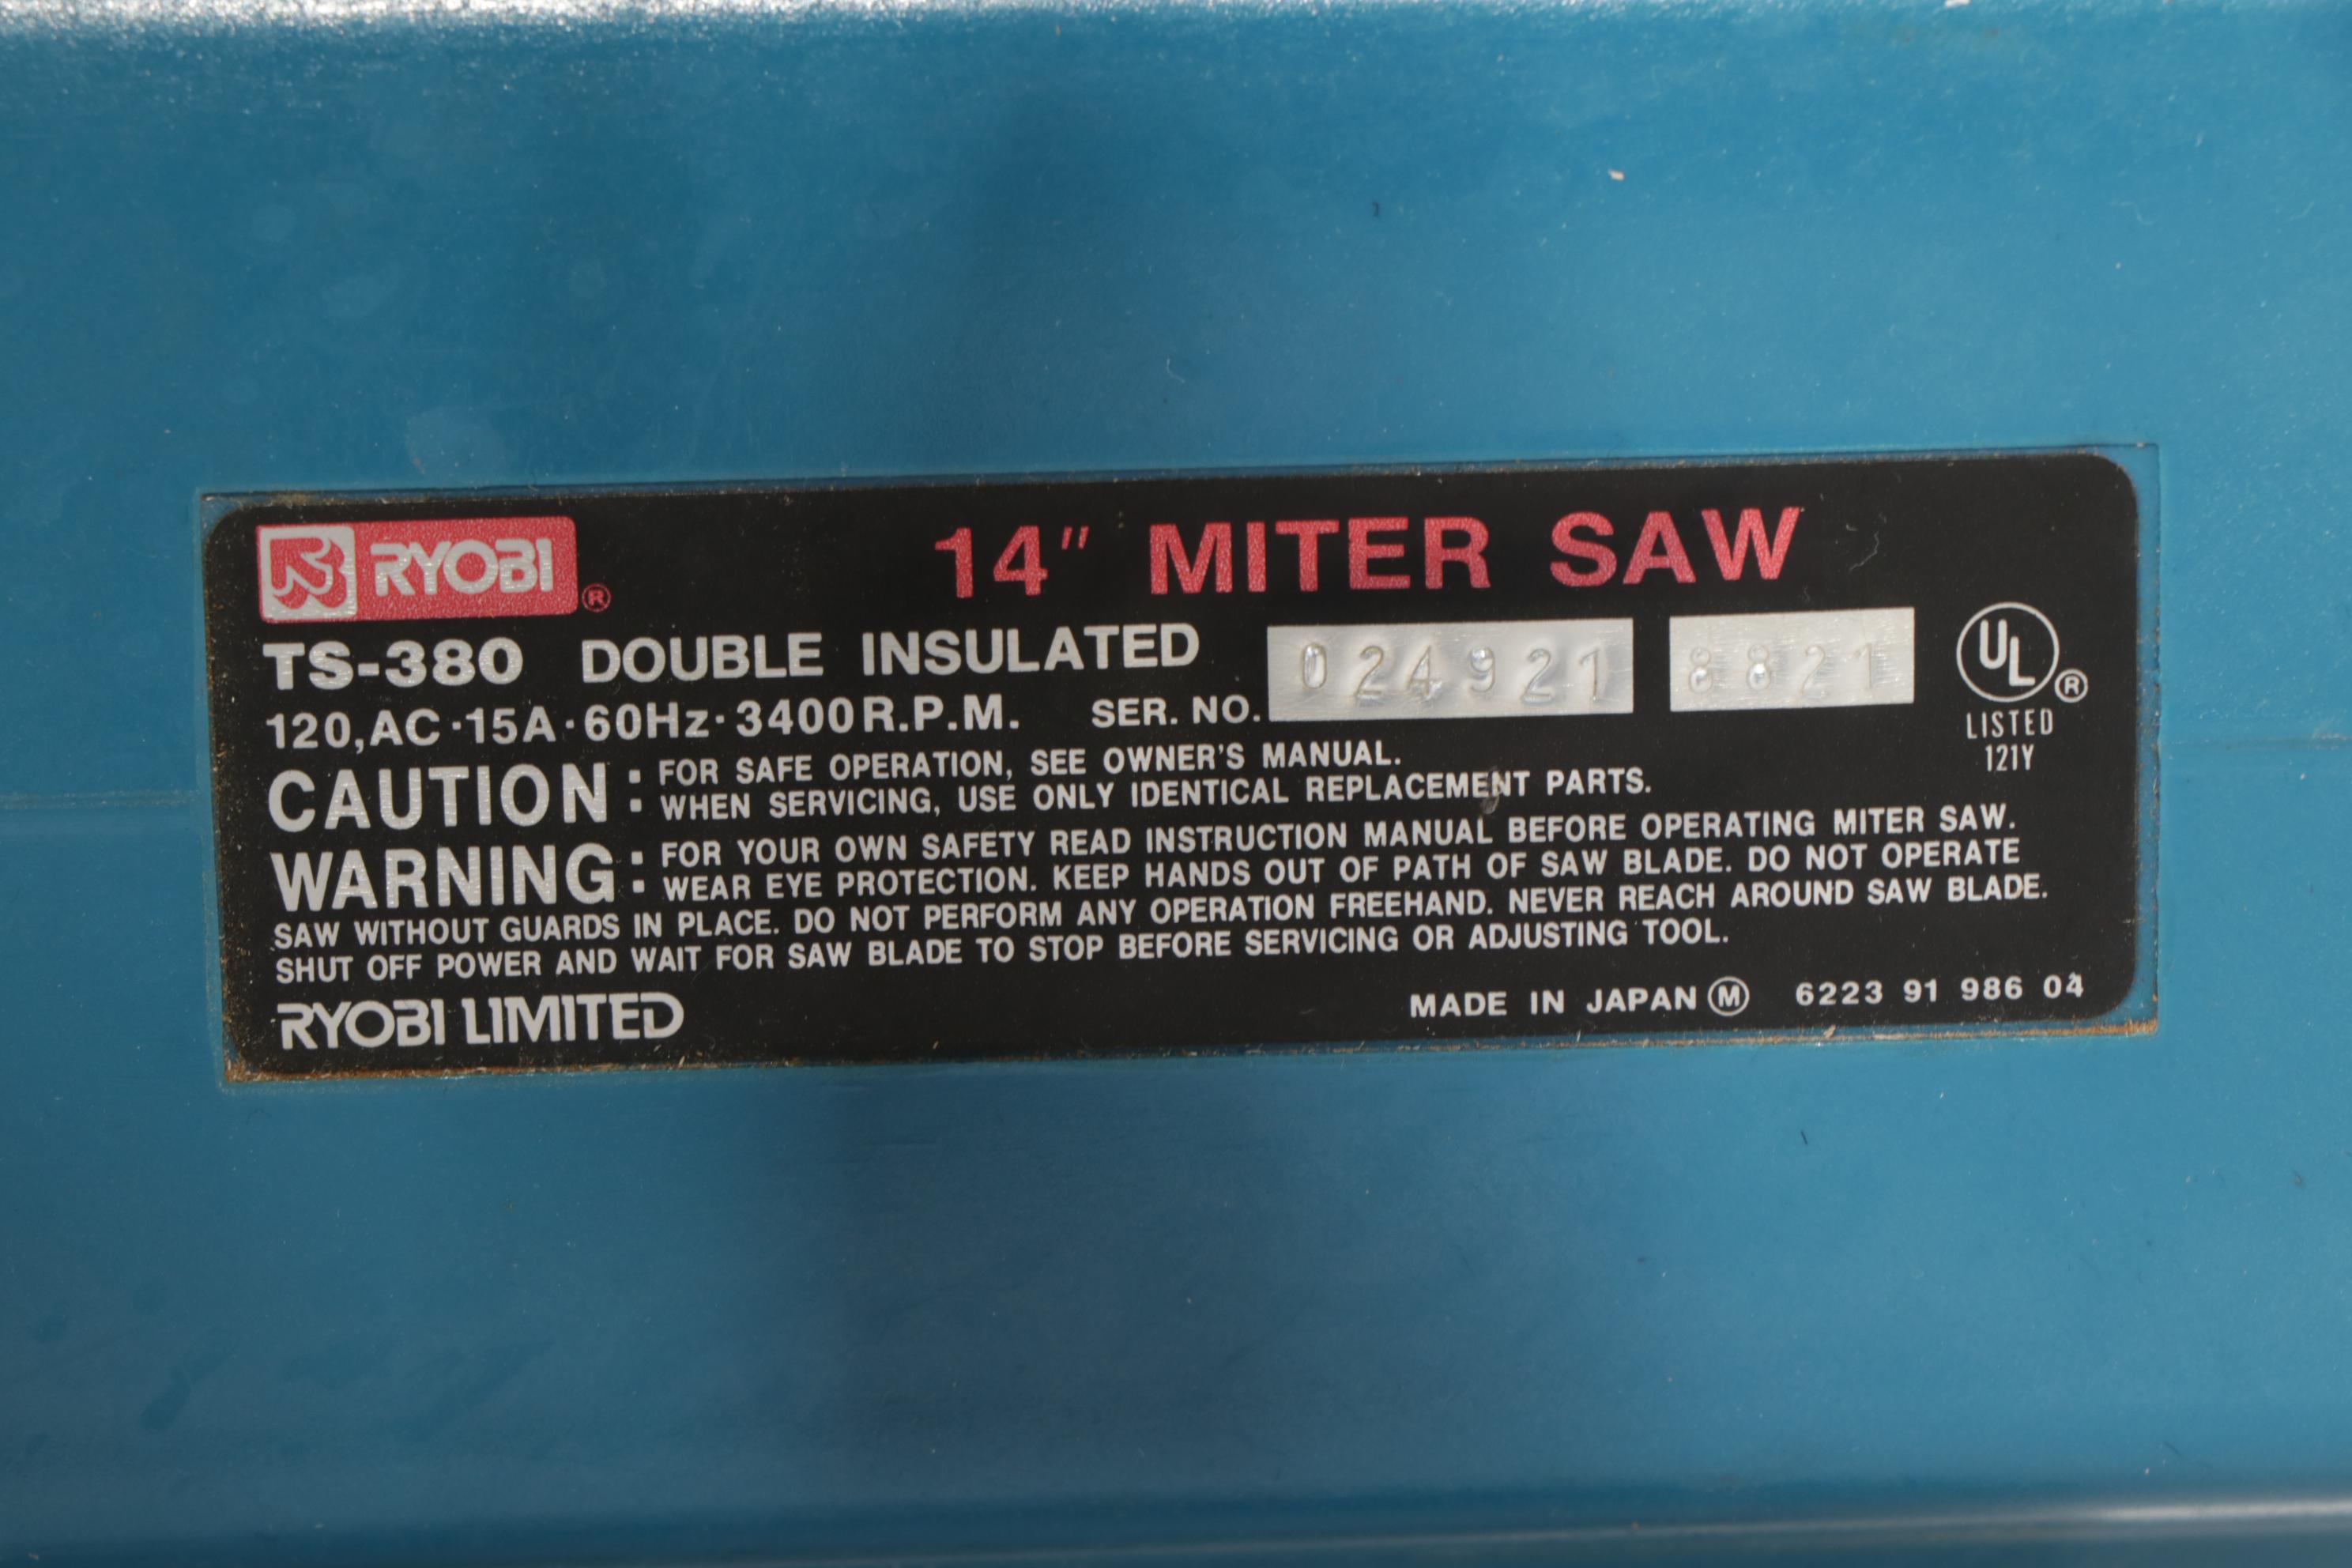 RYOBI® 14" MITER SAW
TS-380 DOUBLE INSULATED
120,AC·15A·60Hz·3400R.P.M. SER. NO. 024921 8821
UL®
LISTED
121Y
CAUTION: FOR SAFE OPERATION, SEE OWNER'S MANUAL.
WHEN SERVICING, USE ONLY IDENTICAL REPLACEMENT PARTS.
WARNING: FOR YOUR OWN SAFETY READ INSTRUCTION MANUAL BEFORE OPERATING MITER SAW.
WEAR EYE PROTECTION. KEEP HANDS OUT OF PATH OF SAW BLADE. DO NOT OPERATE
SAW WITHOUT GUARDS IN PLACE. DO NOT PERFORM ANY OPERATION FREEHAND. NEVER REACH AROUND SAW BLADE.
SHUT OFF POWER AND WAIT FOR SAW BLADE TO STOP BEFORE SERVICING OR ADJUSTING TOOL.
RYOBI LIMITED MADE IN JAPAN Ⓜ 6223 91 986 04